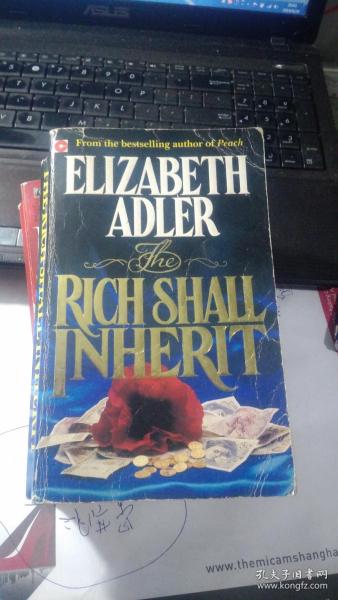 ASUS
From the bestselling author of Peach
ELIZABETH
ADLER
The
RICH SHALL
INHERIT
www.themicamshangha
孔夫子旧书网
www.kongfz.com